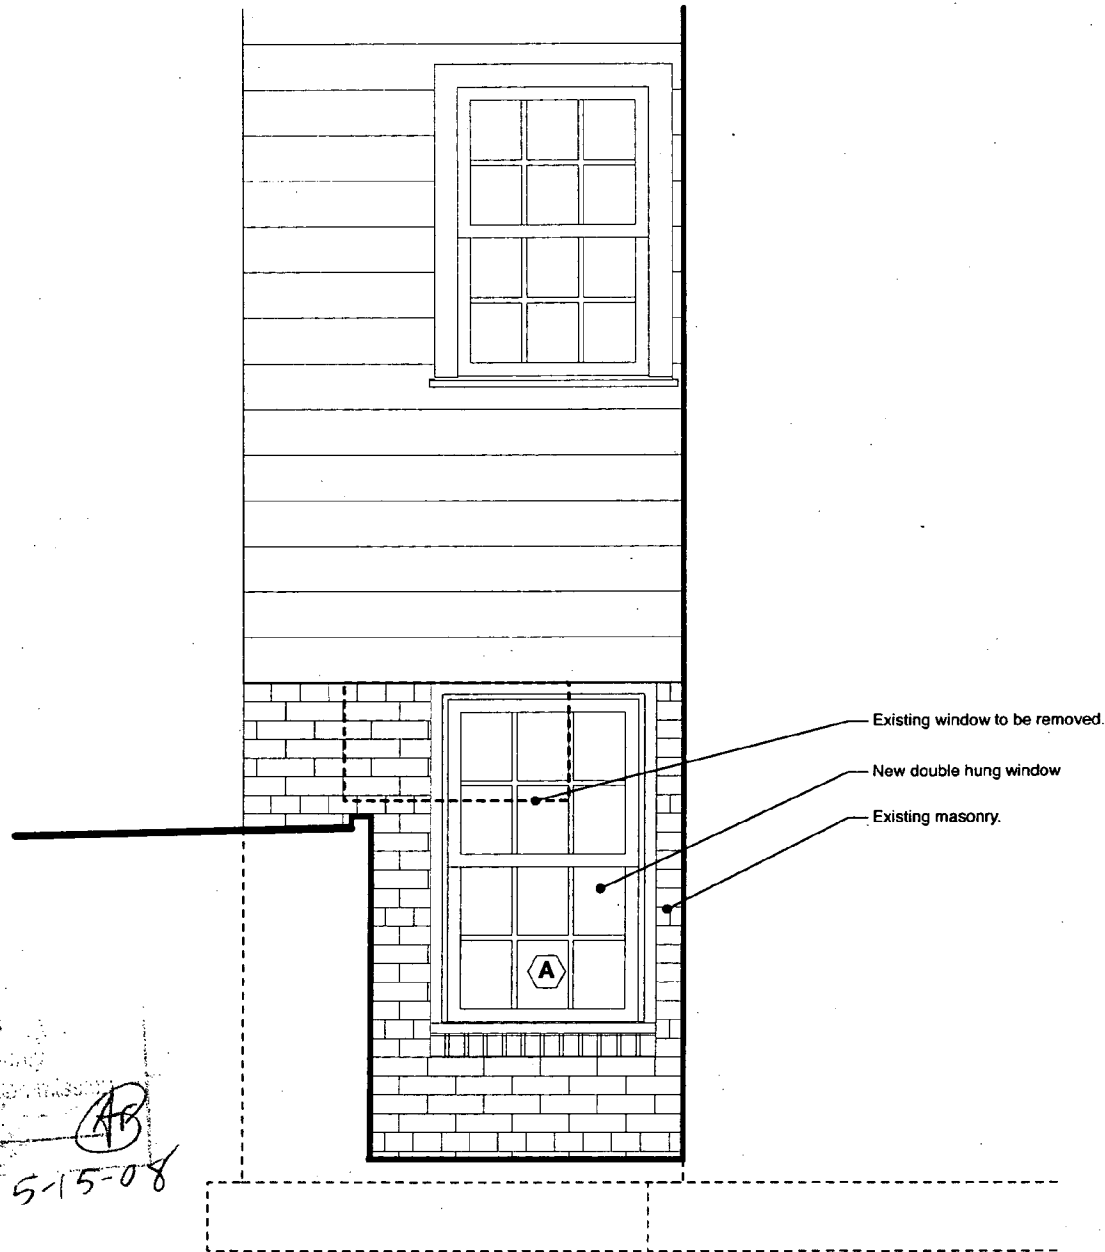 Existing window to be removed.
New double hung window
Existing masonry.
A
5-15-08